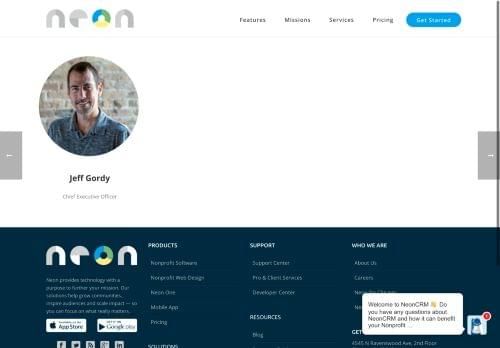 neon
Features
Missions
Services
Pricing
Get Started
Jeff Gordy
Chief Executive Officer
neon
Neon provides technology with a
purpose to further your mission. Our
solutions help grow communities,
inspire audiences and scale impact — so
you can focus on what really matters.
Available on the
App Store
Google play
PRODUCTS
Nonprofit Software
Nonprofit Web Design
Neon One
Mobile App
Pricing
SOLUTIONS
SUPPORT
Support Center
Pro & Client Services
Developer Center
RESOURCES
Blog
WHO WE ARE
About Us
Careers
GET
4545 N Ravenswood Ave, 2nd Floor
Welcome to NeonCRM 👋 Do
you have any questions about
NeonCRM and how it can benefit
your Nonprofit ...
1